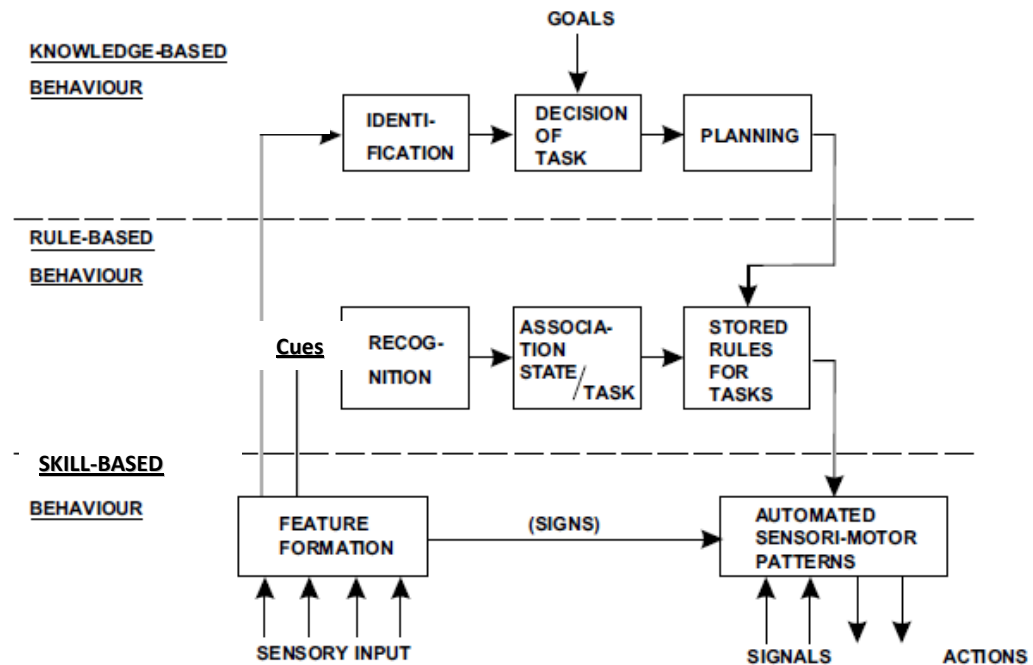 GOALS
KNOWLEDGE-BASED
BEHAVIOUR
IDENTI-
FICATION
DECISION
OF
TASK
PLANNING
RULE-BASED
BEHAVIOUR
Cues
RECOG-
NITION
ASSOCIA-
TION
STATE/
TASK
STORED
RULES
FOR
TASKS
SKILL-BASED
BEHAVIOUR
FEATURE
FORMATION
(SIGNS)
AUTOMATED
SENSORI-MOTOR
PATTERNS
SENSORY INPUT
SIGNALS
ACTIONS